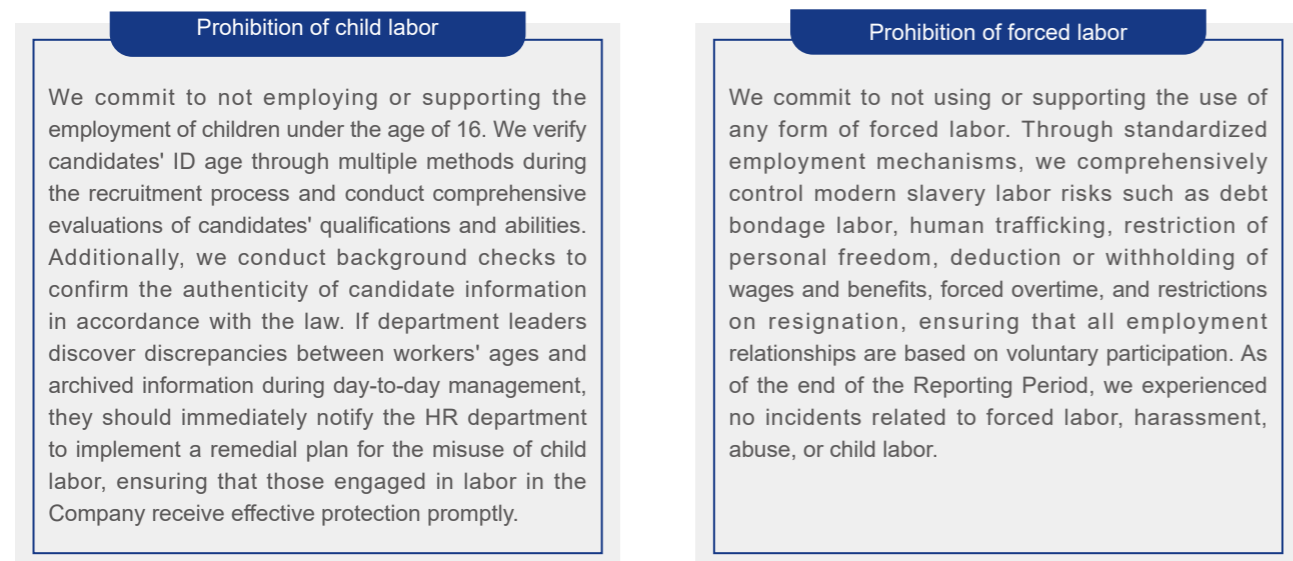 Prohibition of child labor
We commit to not employing or supporting the
employment of children under the age of 16. We verify
candidates' ID age through multiple methods during
the recruitment process and conduct comprehensive
evaluations of candidates' qualifications and abilities.
Additionally, we conduct background checks to
confirm the authenticity of candidate information
in accordance with the law. If department leaders
discover discrepancies between workers' ages and
archived information during day-to-day management,
they should immediately notify the HR department
to implement a remedial plan for the misuse of child
labor, ensuring that those engaged in labor in the
Company receive effective protection promptly.
Prohibition of forced labor
We commit to not using or supporting the use of
any form of forced labor. Through standardized
employment mechanisms, we comprehensively
control modern slavery labor risks such as debt
bondage labor, human trafficking, restriction of
personal freedom, deduction or withholding of
wages and benefits, forced overtime, and restrictions
on resignation, ensuring that all employment
relationships are based on voluntary participation. As
of the end of the Reporting Period, we experienced
no incidents related to forced labor, harassment,
abuse, or child labor.